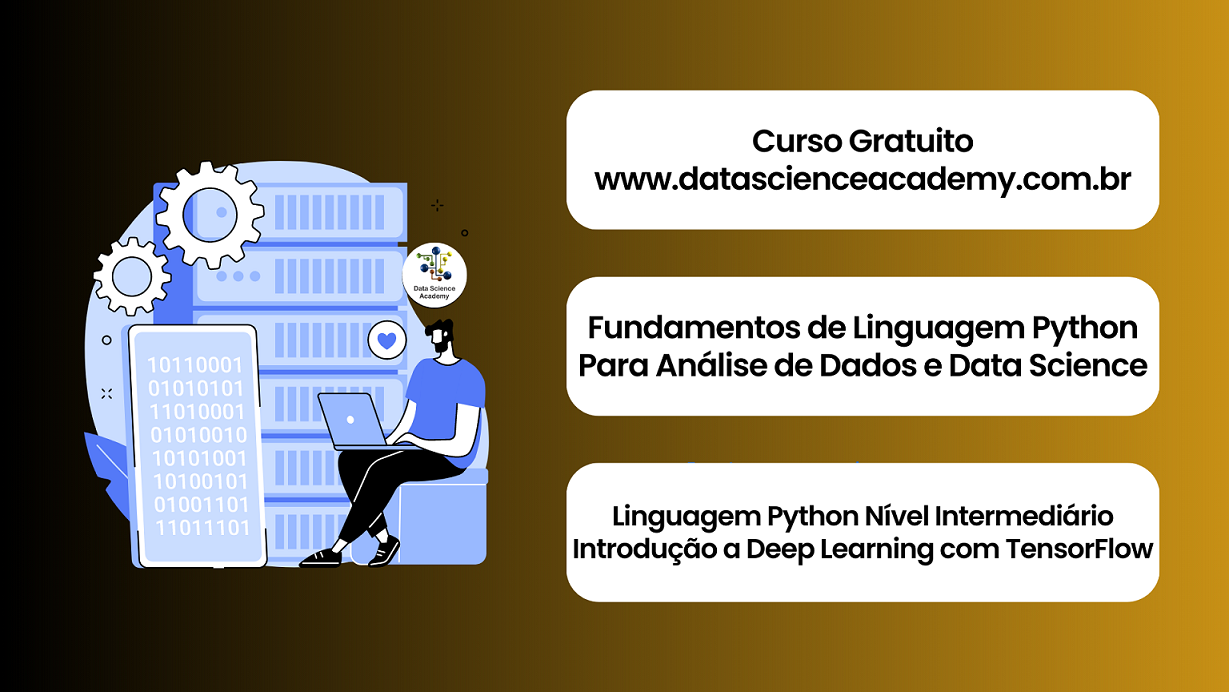 Curso Gratuito
www.datascienceacademy.com.br
Data Science
Academy
Fundamentos de Linguagem Python
Para Análise de Dados e Data Science
10110001
01010101
11010001
01010010
10101001
10100101
01001101
11011101
Linguagem Python Nível Intermediário
Introdução a Deep Learning com TensorFlow